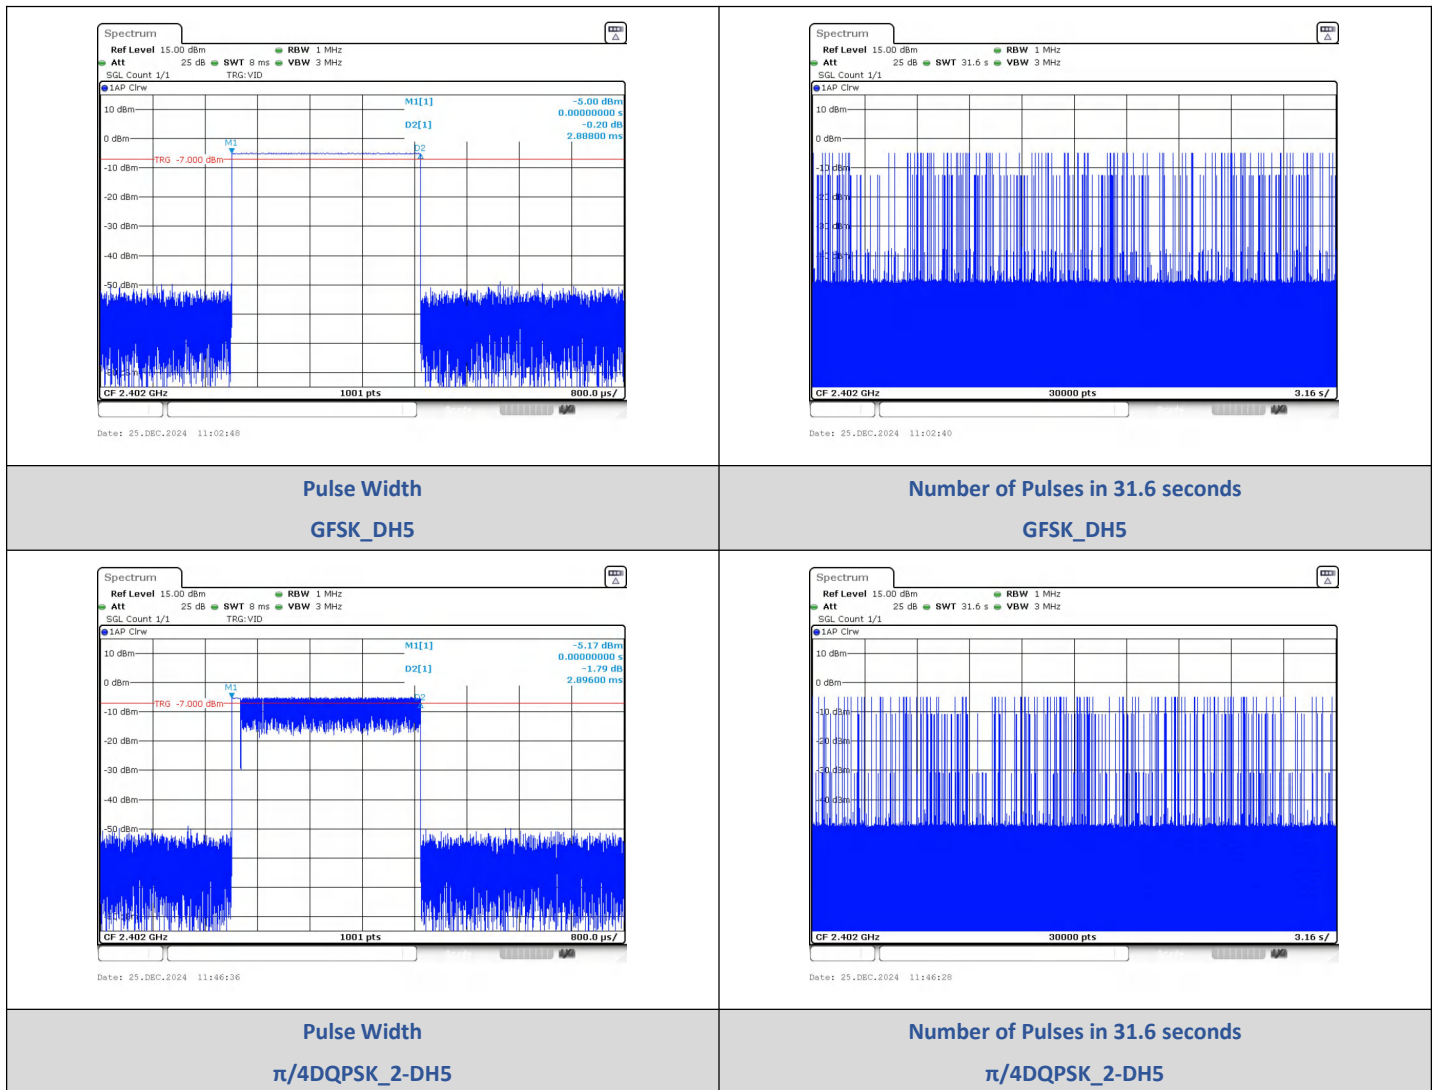 Spectrum
Ref Level 15.00 dBm RBW 1 MHz
Att 25 dB SWT 8 ms VBW 3 MHz
SGL Count 1/1 TRG:VID
1AP Clrw
M1[1] -5.00 dBm
0.00000000 s
D2[1] -0.20 dB
2.88800 ms
10 dBm
0 dBm
M1
D2
TRG -7.000 dBm
-10 dBm
-20 dBm
-30 dBm
-40 dBm
-50 dBm
CF 2.402 GHz 1001 pts 800.0 µs/
Date: 25.DEC.2024 11:02:48
Spectrum
Ref Level 15.00 dBm RBW 1 MHz
Att 25 dB SWT 31.6 s VBW 3 MHz
SGL Count 1/1
1AP Clrw
10 dBm
0 dBm
-10 dBm
-20 dBm
-30 dBm
CF 2.402 GHz 30000 pts 3.16 s/
Date: 25.DEC.2024 11:02:40
Pulse Width
GFSK_DH5
Number of Pulses in 31.6 seconds
GFSK_DH5
Spectrum
Ref Level 15.00 dBm RBW 1 MHz
Att 25 dB SWT 8 ms VBW 3 MHz
SGL Count 1/1 TRG:VID
1AP Clrw
M1[1] -5.17 dBm
0.00000000 s
D2[1] -1.79 dB
2.89600 ms
10 dBm
0 dBm
M1
D2
TRG -7.000 dBm
-10 dBm
-20 dBm
-30 dBm
-40 dBm
-50 dBm
CF 2.402 GHz 1001 pts 800.0 µs/
Date: 25.DEC.2024 11:46:36
Spectrum
Ref Level 15.00 dBm RBW 1 MHz
Att 25 dB SWT 31.6 s VBW 3 MHz
SGL Count 1/1
1AP Clrw
10 dBm
0 dBm
-10 dBm
-20 dBm
-30 dBm
-40 dBm
CF 2.402 GHz 30000 pts 3.16 s/
Date: 25.DEC.2024 11:46:28
Pulse Width
π/4DQPSK_2-DH5
Number of Pulses in 31.6 seconds
π/4DQPSK_2-DH5